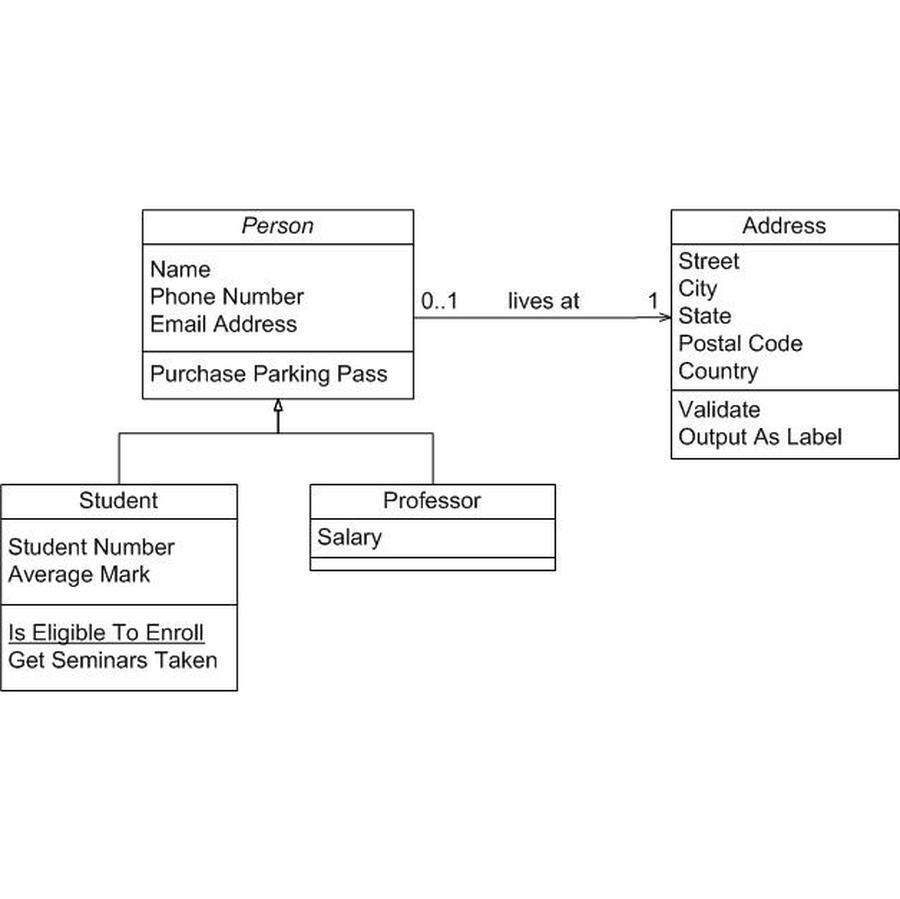 Person
Name
Phone Number
Email Address
Purchase Parking Pass
0..1 lives at 1
Address
Street
City
State
Postal Code
Country
Validate
Output As Label
Student
Student Number
Average Mark
Is Eligible To Enroll
Get Seminars Taken
Professor
Salary